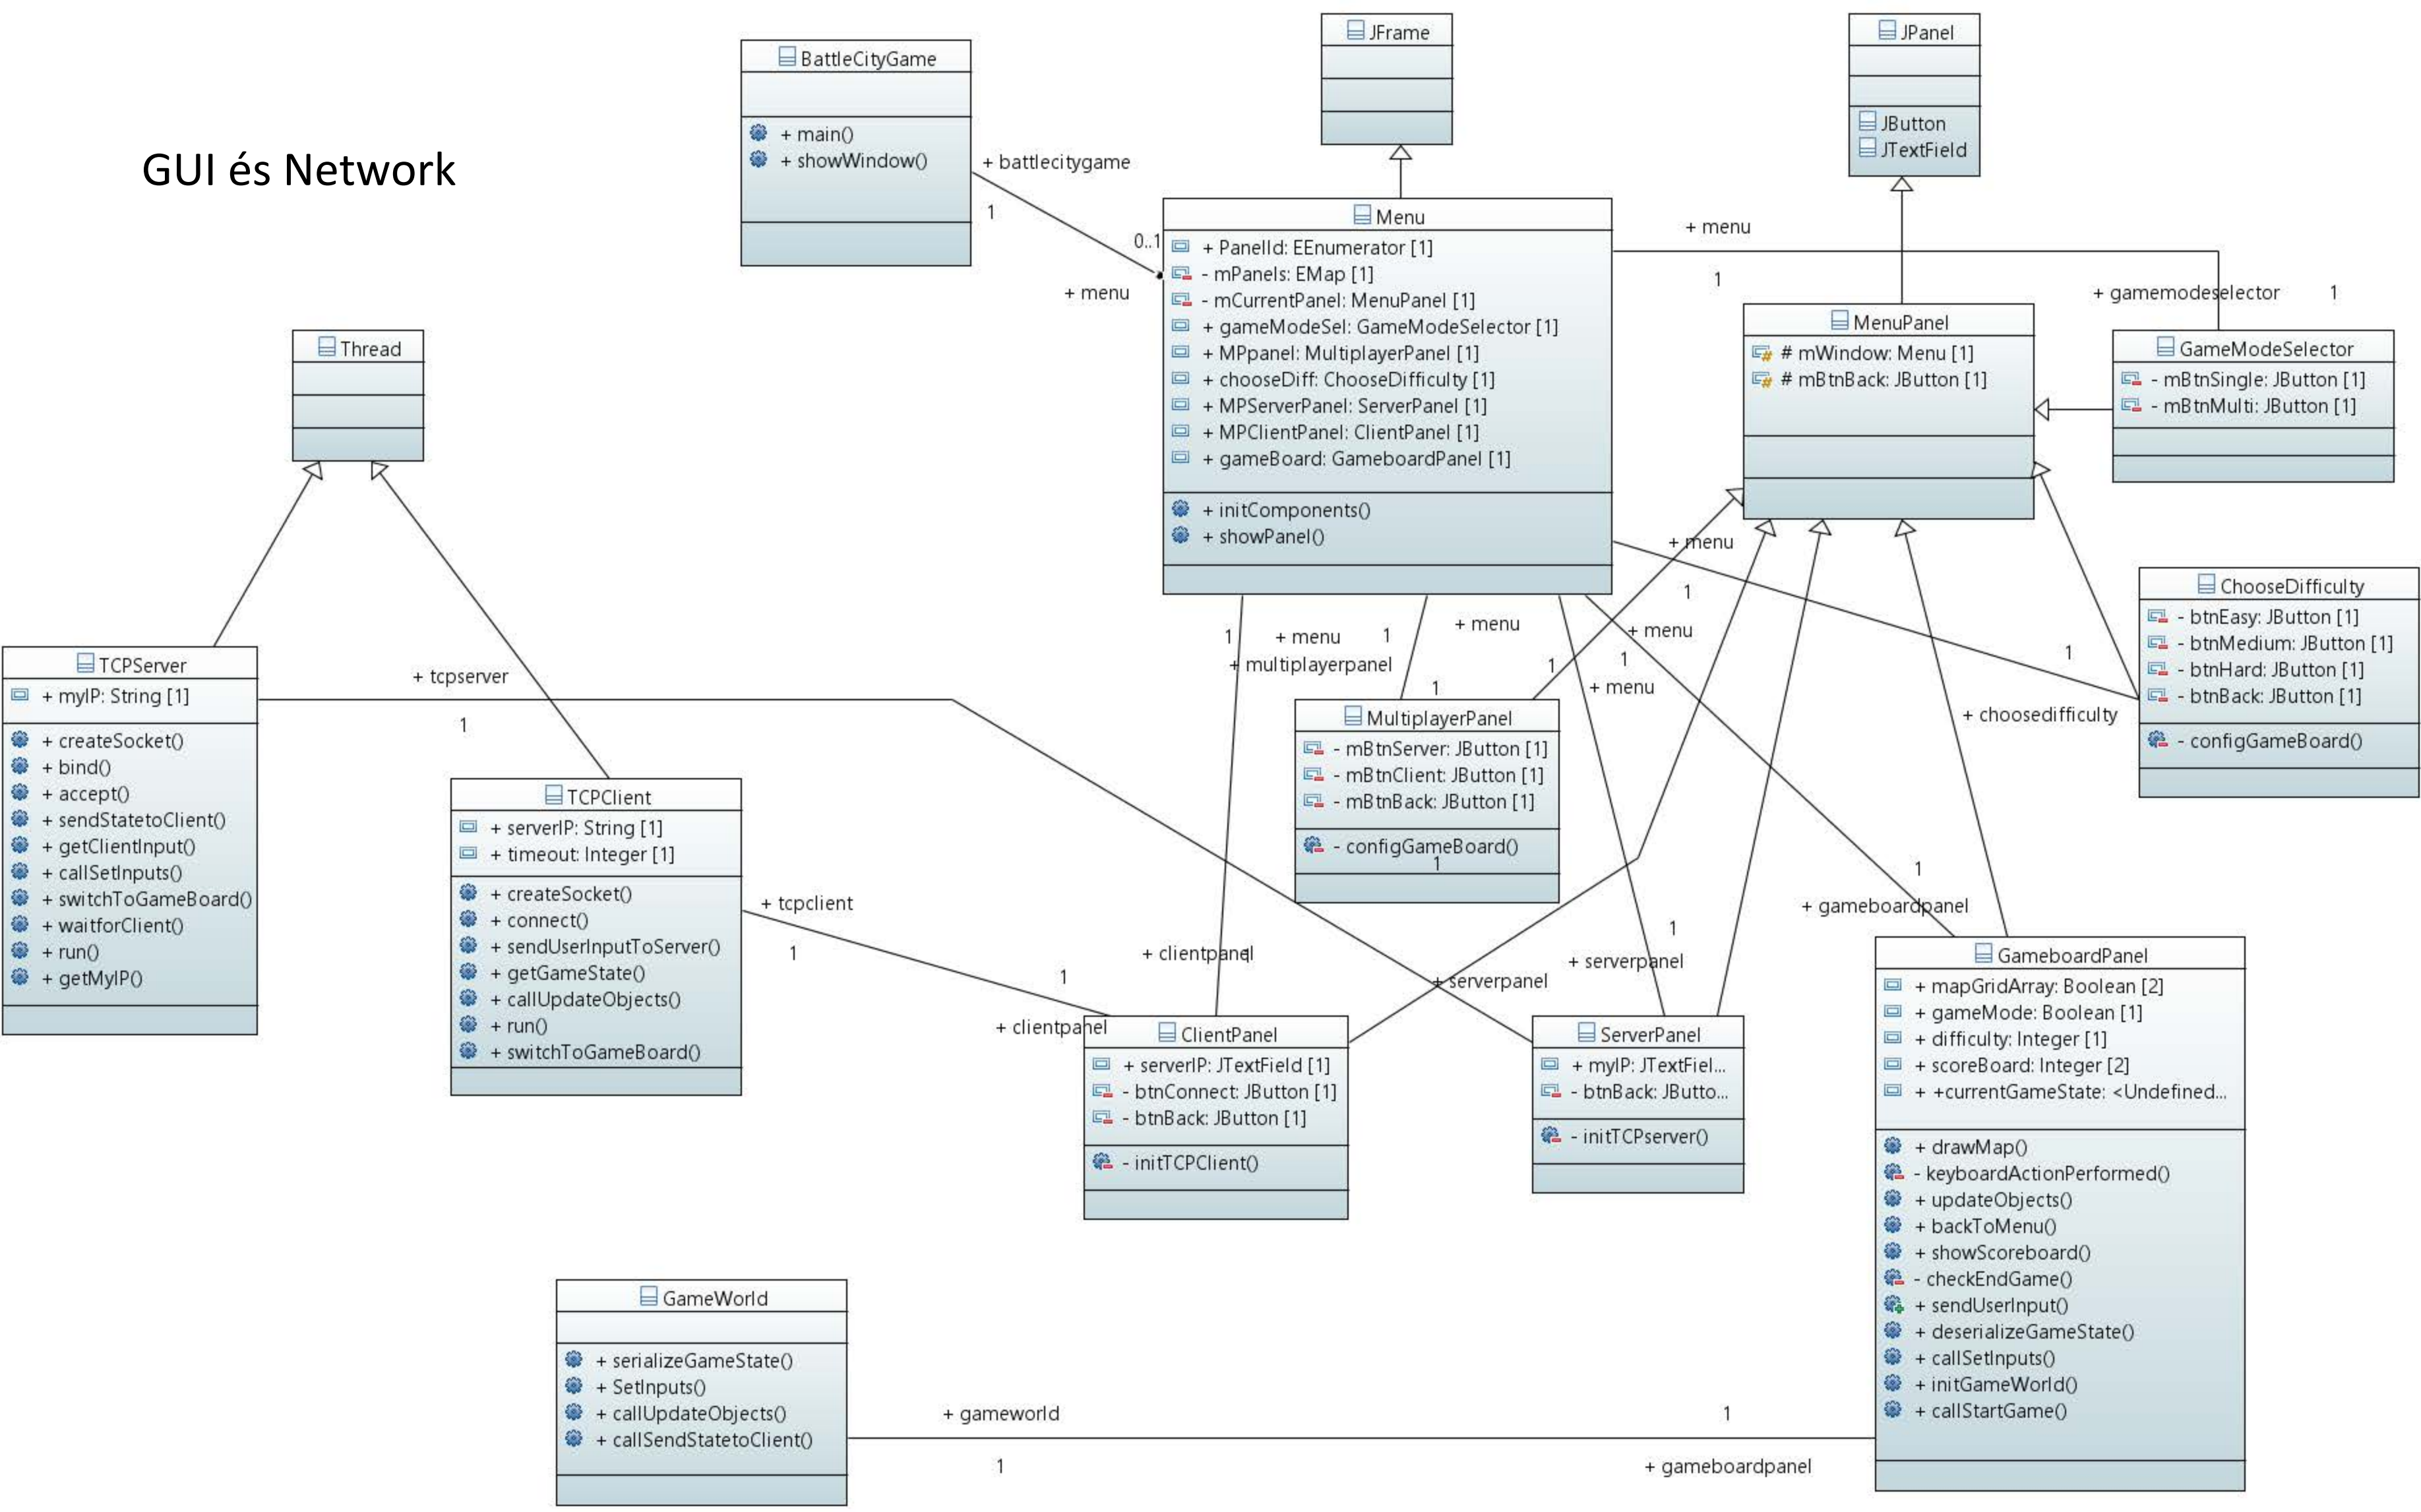 GUI és Network
BattleCityGame
+ main()
+ showWindow()
+ battlecitygame
1
0..1
+ menu
JFrame
JPanel
JButton
JTextField
Menu
+ PanelId: EEnumerator [1]
- mPanels: EMap [1]
- mCurrentPanel: MenuPanel [1]
+ gameModeSel: GameModeSelector [1]
+ MPpanel: MultiplayerPanel [1]
+ chooseDiff: ChooseDifficulty [1]
+ MPServerPanel: ServerPanel [1]
+ MPClientPanel: ClientPanel [1]
+ gameBoard: GameboardPanel [1]
+ initComponents()
+ showPanel()
+ menu
1
+ gamemodeselector
1
MenuPanel
# mWindow: Menu [1]
# mBtnBack: JButton [1]
GameModeSelector
- mBtnSingle: JButton [1]
- mBtnMulti: JButton [1]
Thread
+ menu
1
1
+ choosedifficulty
ChooseDifficulty
- btnEasy: JButton [1]
- btnMedium: JButton [1]
- btnHard: JButton [1]
- btnBack: JButton [1]
- configGameBoard()
1
+ menu
1
+ menu
+ multiplayerpanel
+ menu
1
1
+ menu
1
TCPServer
+ myIP: String [1]
+ createSocket()
+ bind()
+ accept()
+ sendStatetoClient()
+ getClientInput()
+ callSetInputs()
+ switchToGameBoard()
+ waitforClient()
+ run()
+ getMyIP()
+ tcpserver
1
TCPClient
+ serverIP: String [1]
+ timeout: Integer [1]
+ createSocket()
+ connect()
+ sendUserInputToServer()
+ getGameState()
+ callUpdateObjects()
+ run()
+ switchToGameBoard()
+ tcpclient
1
1
+ clientpanel
MultiplayerPanel
- mBtnServer: JButton [1]
- mBtnClient: JButton [1]
- mBtnBack: JButton [1]
- configGameBoard()
1
+ clientpanel
1
+ serverpanel
1
+ serverpanel
1
+ gameboardpanel
ClientPanel
+ serverIP: JTextField [1]
- btnConnect: JButton [1]
- btnBack: JButton [1]
- initTCPClient()
ServerPanel
+ myIP: JTextFiel...
- btnBack: JButto...
- initTCPserver()
GameboardPanel
+ mapGridArray: Boolean [2]
+ gameMode: Boolean [1]
+ difficulty: Integer [1]
+ scoreBoard: Integer [2]
+ +currentGameState: <Undefined...
+ drawMap()
- keyboardActionPerformed()
+ updateObjects()
+ backToMenu()
+ showScoreboard()
- checkEndGame()
+ sendUserInput()
+ deserializeGameState()
+ callSetInputs()
+ initGameWorld()
+ callStartGame()
GameWorld
+ serializeGameState()
+ SetInputs()
+ callUpdateObjects()
+ callSendStatetoClient()
+ gameworld
1
1
+ gameboardpanel